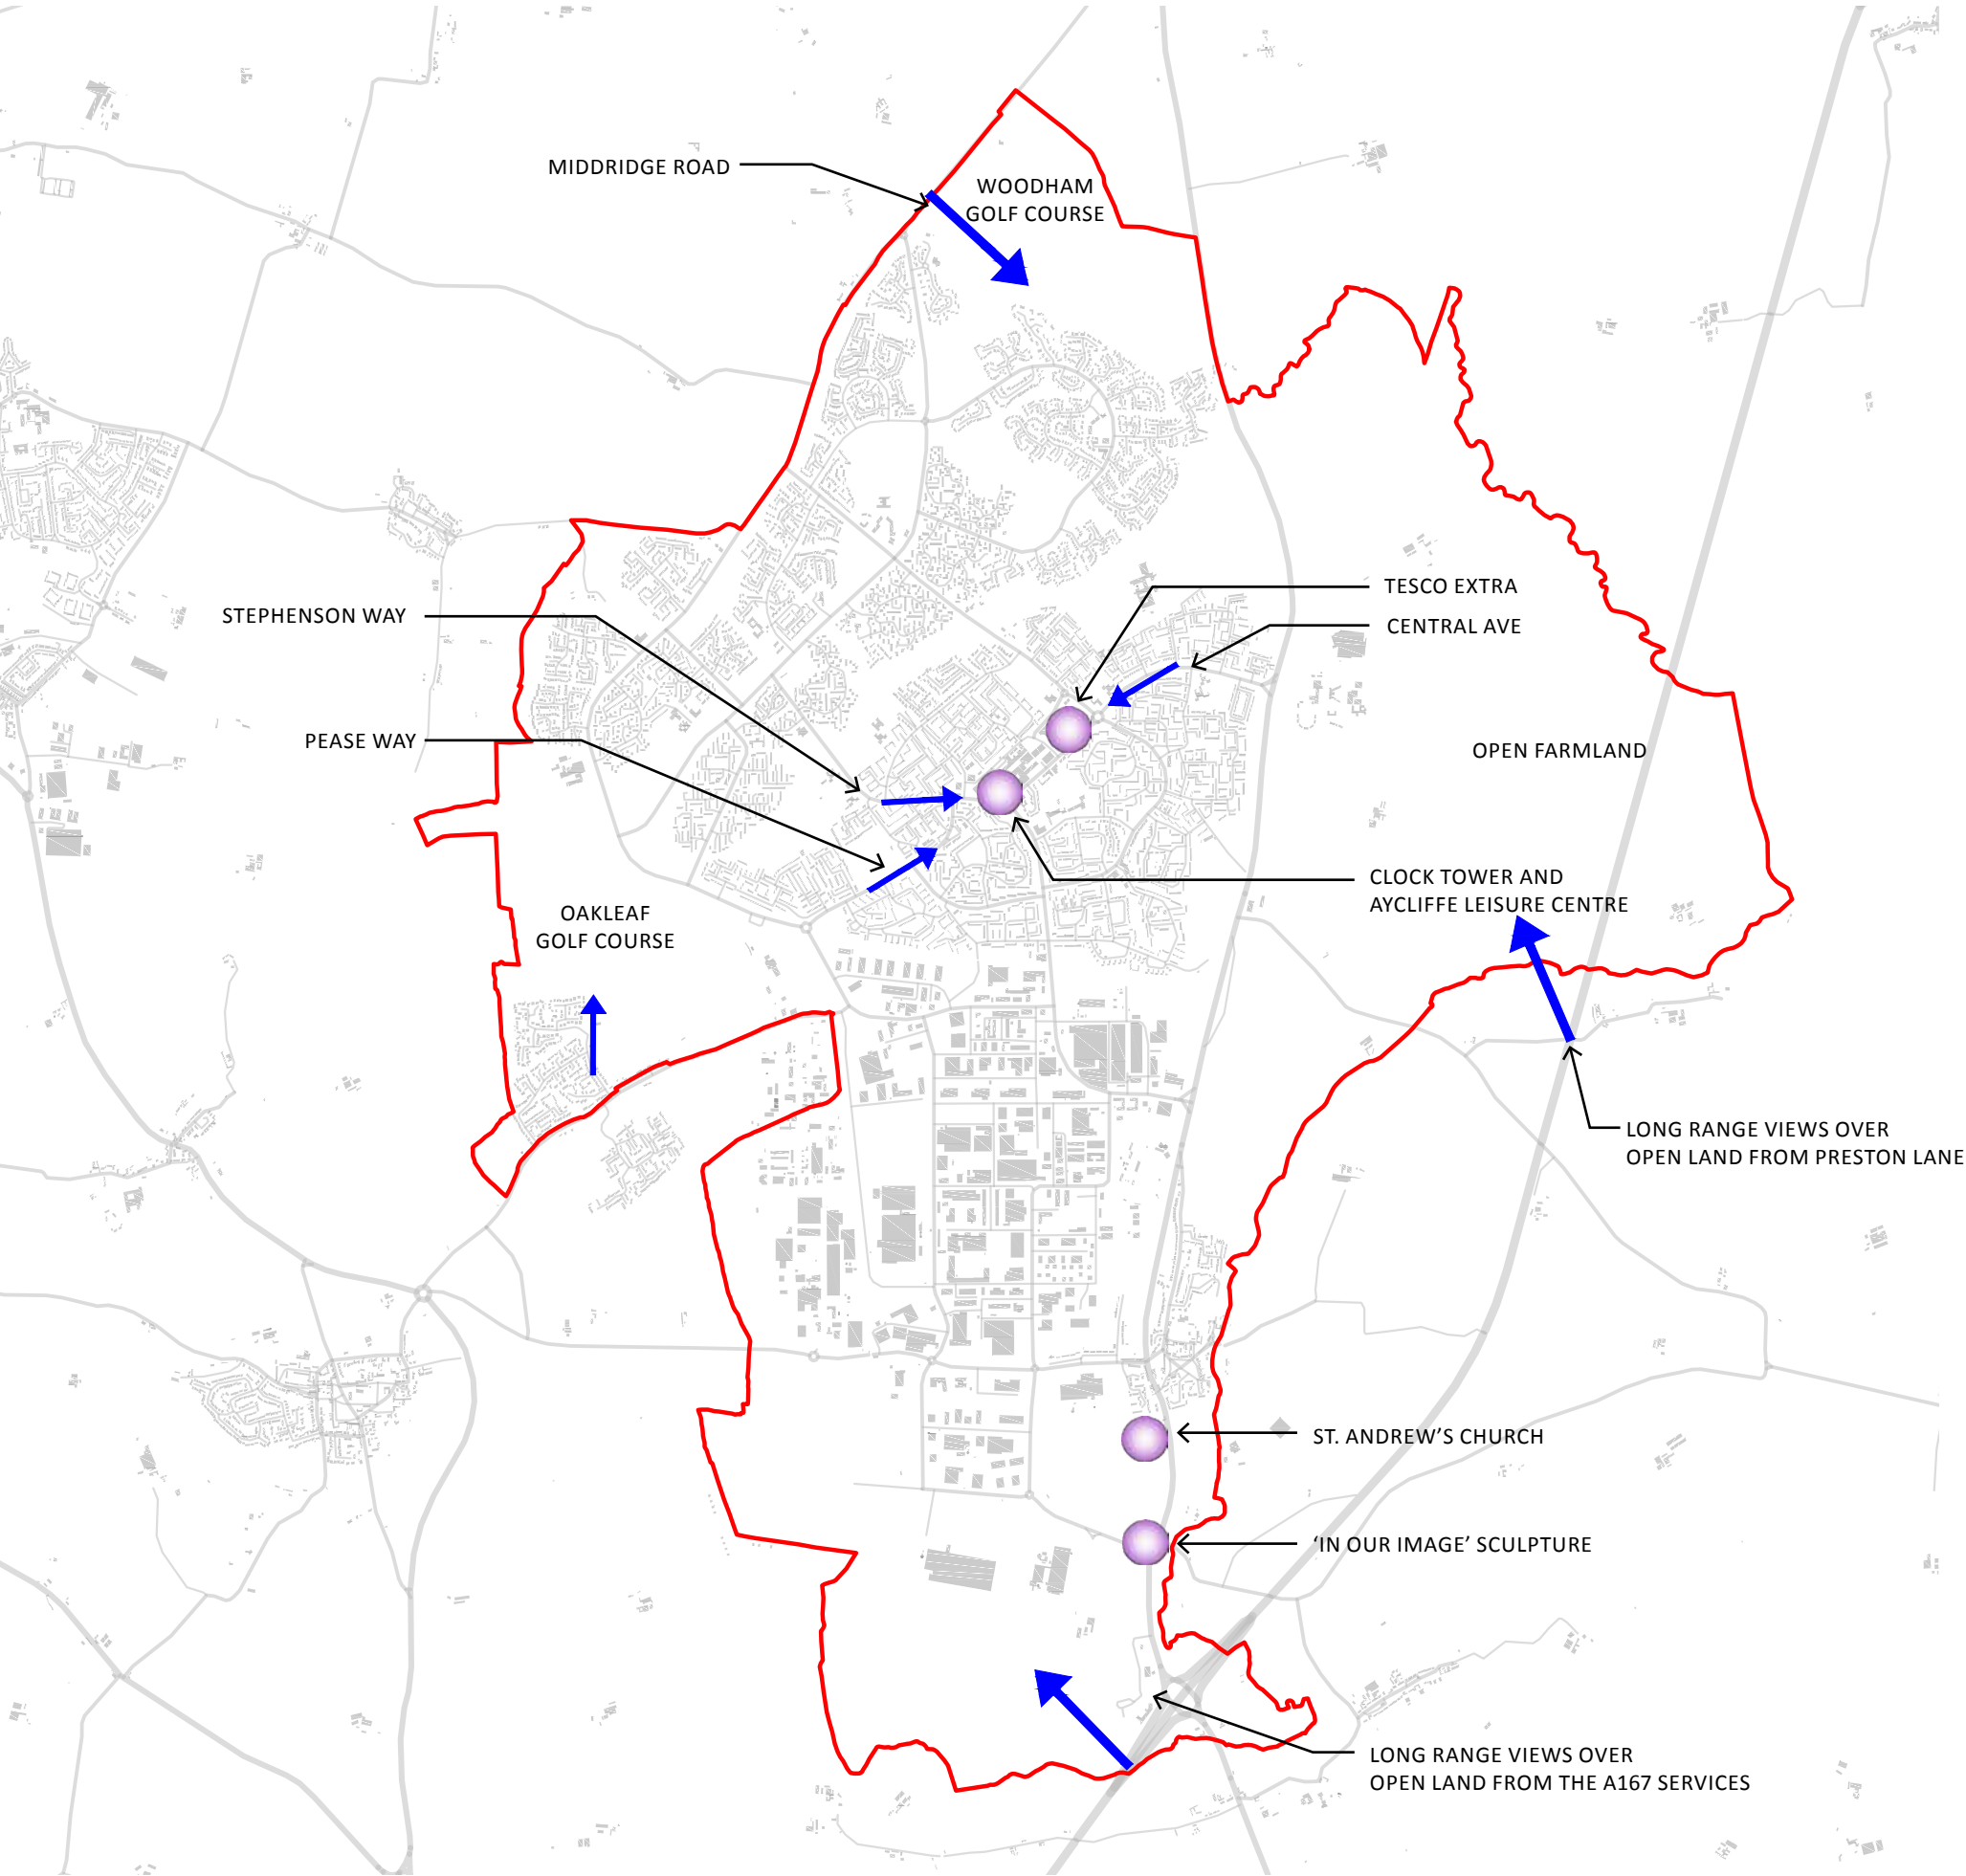 MIDDRIDGE ROAD
WOODHAM
GOLF COURSE
TESCO EXTRA
STEPHENSON WAY
CENTRAL AVE
PEASE WAY
OPEN FARMLAND
CLOCK TOWER AND
AYCLIFFE LEISURE CENTRE
OAKLEAF
GOLF COURSE
LONG RANGE VIEWS OVER
OPEN LAND FROM PRESTON LANE
ST. ANDREW’S CHURCH
‘IN OUR IMAGE’ SCULPTURE
LONG RANGE VIEWS OVER
OPEN LAND FROM THE A167 SERVICES